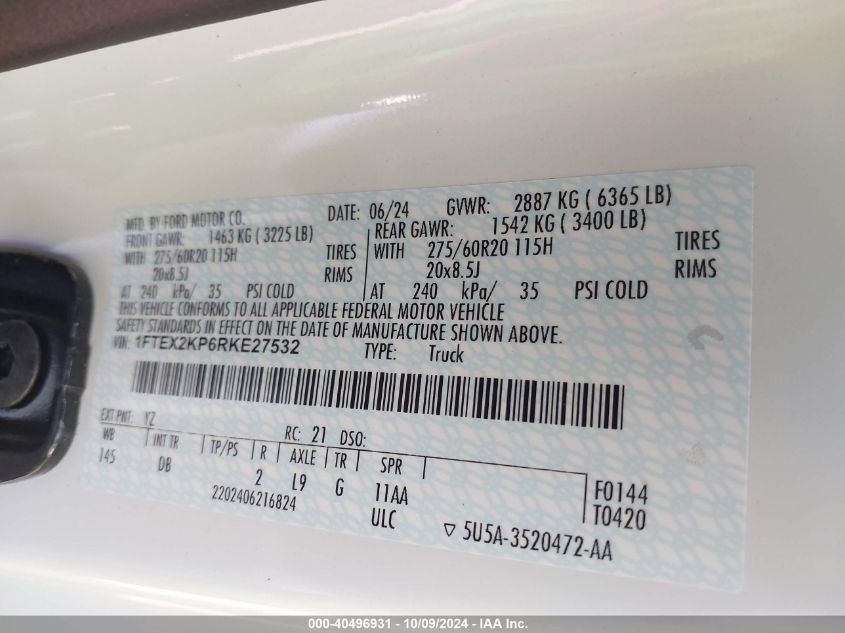 MFD. BY FORD MOTOR CO.
DATE: 06/24 GVWR: 2887 KG ( 6365 LB)
FRONT GAWR: 1463 KG ( 3225 LB) REAR GAWR: 1542 KG ( 3400 LB)
WITH 275/60R20 115H TIRES WITH 275/60R20 115H TIRES
20x8.5J RIMS 20x8.5J RIMS
AT 240 kPa/ 35 PSI COLD AT 240 kPa/ 35 PSI COLD
THIS VEHICLE CONFORMS TO ALL APPLICABLE FEDERAL MOTOR VEHICLE
SAFETY STANDARDS IN EFFECT ON THE DATE OF MANUFACTURE SHOWN ABOVE.
VIN: 1FTEX2KP6RKE27532 TYPE: Truck
EXT PNT: YZ RC: 21 DSO:
WB INT TR TP/PS R AXLE TR SPR
145 DB 2 L9 G 11AA F0144
2202406216824 ULC T0420
5U5A-3520472-AA
000-40496931 - 10/09/2024 - IAA Inc.